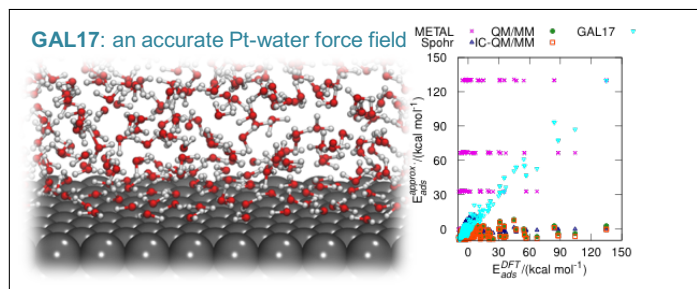 GAL17: an accurate Pt-water force field
METAL QM/MM GAL17
Spohr IC-QM/MM
150
120
90
60
30
0
E_ads^approx./(kcal mol⁻¹)
0 30 60 90 120 150
E_ads^DFT/(kcal mol⁻¹)